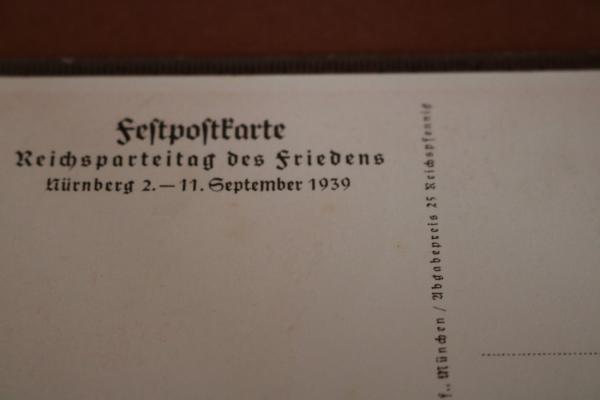 Festpostkarte
Reichsparteitag des Friedens
Nürnberg 2.—11. September 1939
f., München / Abgabepreis 25 Reichspfennig